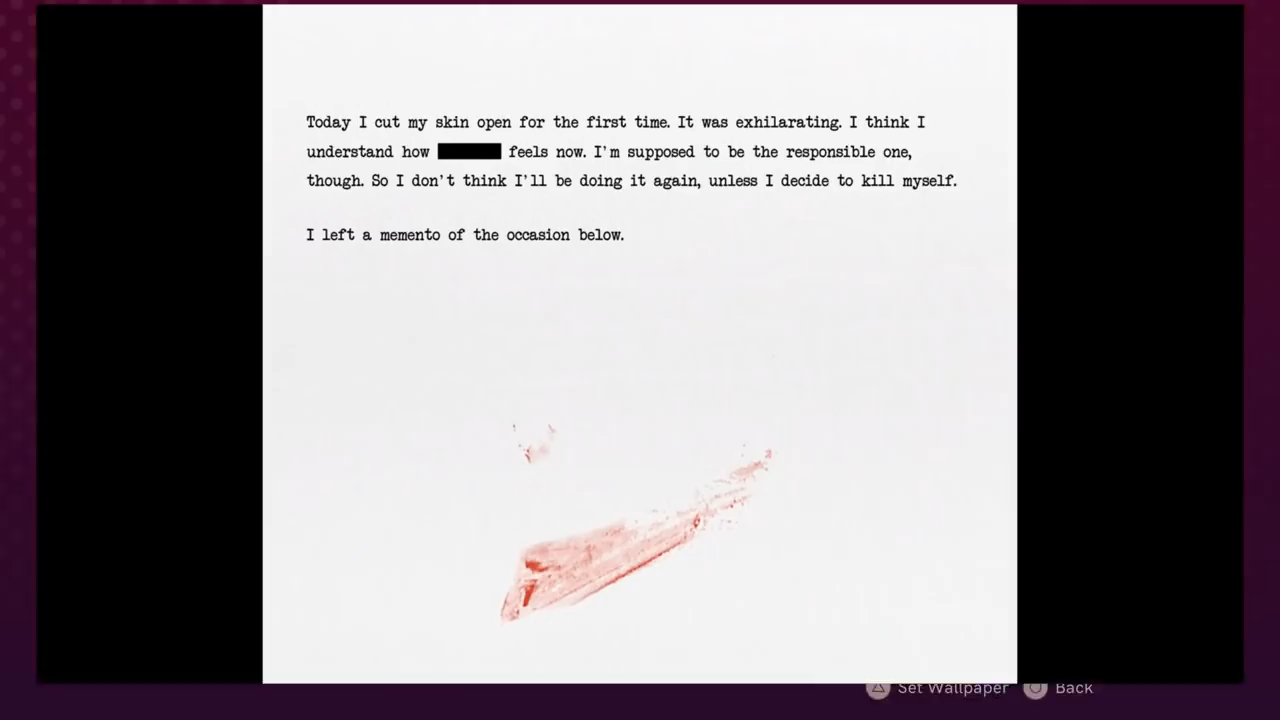 Today I cut my skin open for the first time. It was exhilarating. I think I
understand how feels now. I'm supposed to be the responsible one,
though. So I don't think I'll be doing it again, unless I decide to kill myself.
I left a memento of the occasion below.
Set Wallpaper Back